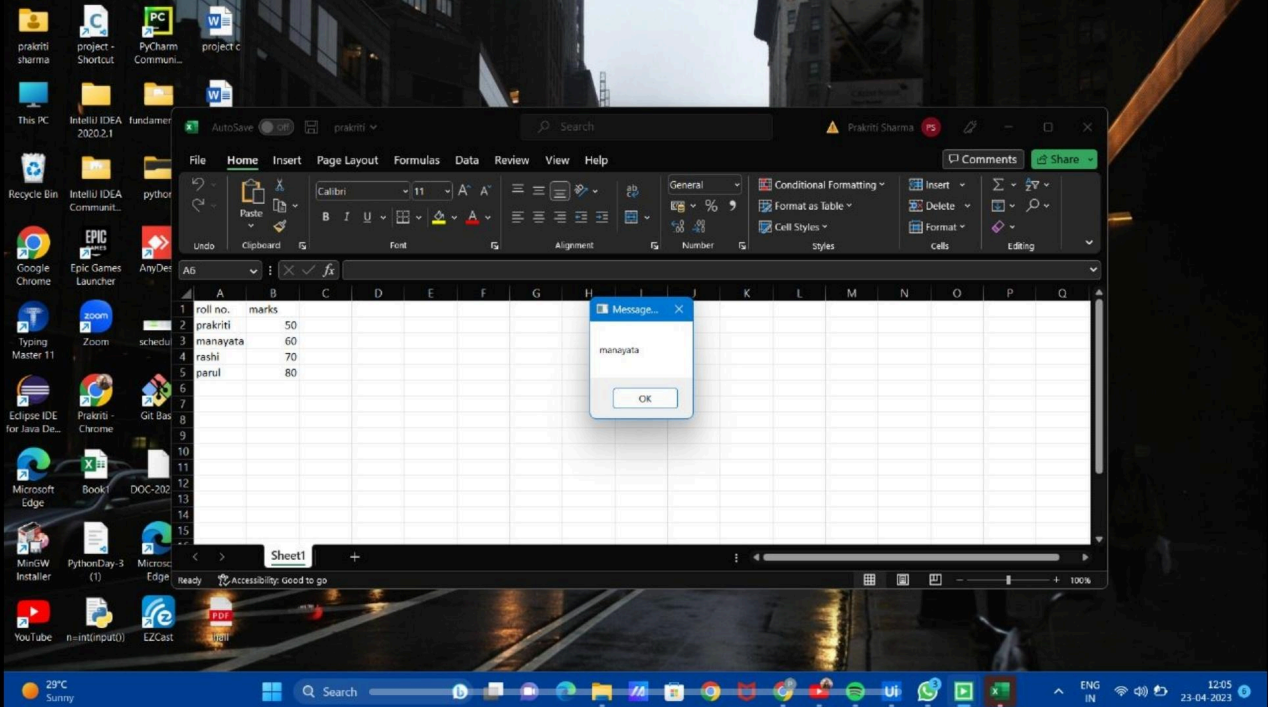 prakriti sharma
project - Shortcut
PyCharm Communi...
project c
This PC
IntelliJ IDEA 2020.2.1
fundamen
Recycle Bin
IntelliJ IDEA Communit...
python
Google Chrome
Epic Games Launcher
AnyDes
Typing Master 11
Zoom
schedul
Eclipse IDE for Java De...
Prakriti - Chrome
Git Bas
Microsoft Edge
Book1
DOC-202
MinGW Installer
PythonDay-3 (1)
Microsc Edge
YouTube
n=int(input())
EZCast
AutoSave Off prakriti Search Prakriti Sharma PS
File Home Insert Page Layout Formulas Data Review View Help Comments Share
Calibri 11 General Conditional Formatting Insert
Paste B I U Format as Table Delete
Cell Styles Format
Undo Clipboard Font Alignment Number Styles Cells Editing
A6 fx
A B C D E F G H I J K L M N O P Q
1 roll no. marks
2 prakriti 50
3 manayata 60
4 rashi 70
5 parul 80
6
7
8
9
10
11
12
13
14
15
Message...
manayata
OK
Sheet1
Ready Accessibility: Good to go 100%
29°C
Sunny
Search
ENG
IN
12:05
23-04-2023